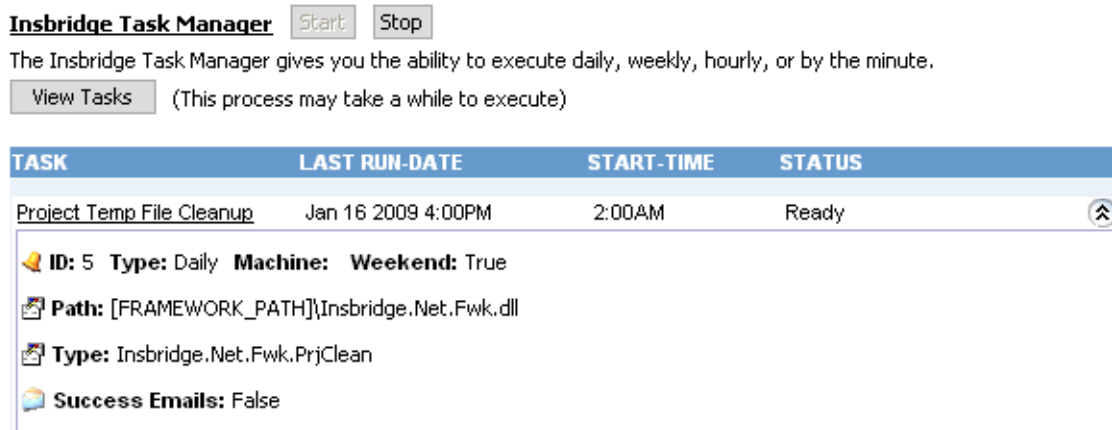 Insbridge Task Manager Start Stop
The Insbridge Task Manager gives you the ability to execute daily, weekly, hourly, or by the minute.
View Tasks (This process may take a while to execute)
TASK LAST RUN-DATE START-TIME STATUS
Project Temp File Cleanup Jan 16 2009 4:00PM 2:00AM Ready
ID: 5 Type: Daily Machine: Weekend: True
Path: [FRAMEWORK_PATH]\Insbridge.Net.Fwk.dll
Type: Insbridge.Net.Fwk.PrjClean
Success Emails: False